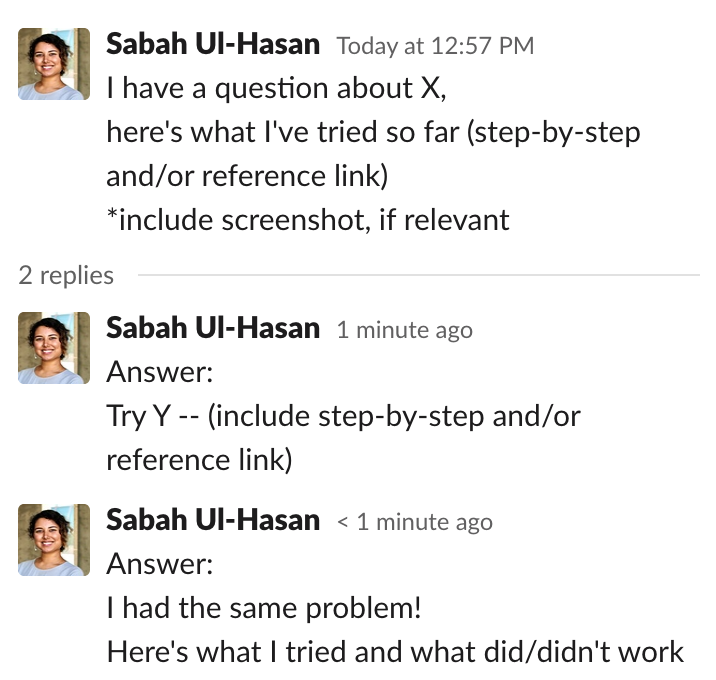 Sabah Ul-Hasan Today at 12:57 PM
I have a question about X,
here's what I've tried so far (step-by-step
and/or reference link)
*include screenshot, if relevant
2 replies
Sabah Ul-Hasan 1 minute ago
Answer:
Try Y -- (include step-by-step and/or
reference link)
Sabah Ul-Hasan < 1 minute ago
Answer:
I had the same problem!
Here's what I tried and what did/didn't work